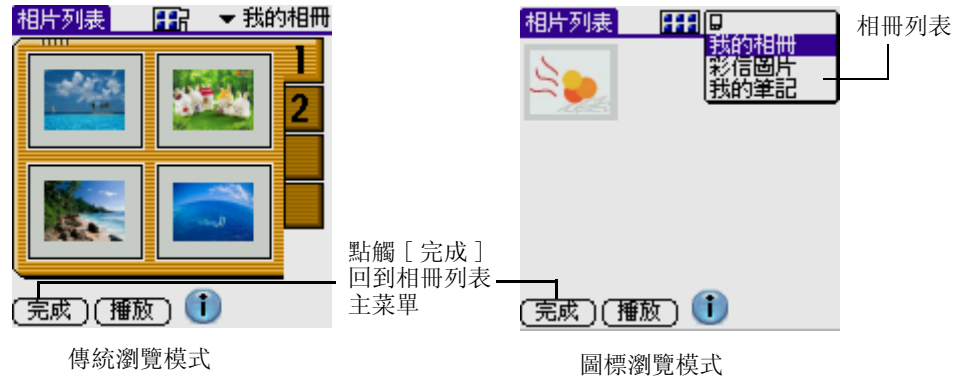 相片列表
▼ 我的相冊
1
2
完成
播放
傳統瀏覽模式
點觸［完成］
回到相冊列表
主菜單
相片列表
我的相冊
彩信圖片
我的筆記
相冊列表
完成
播放
圖標瀏覽模式